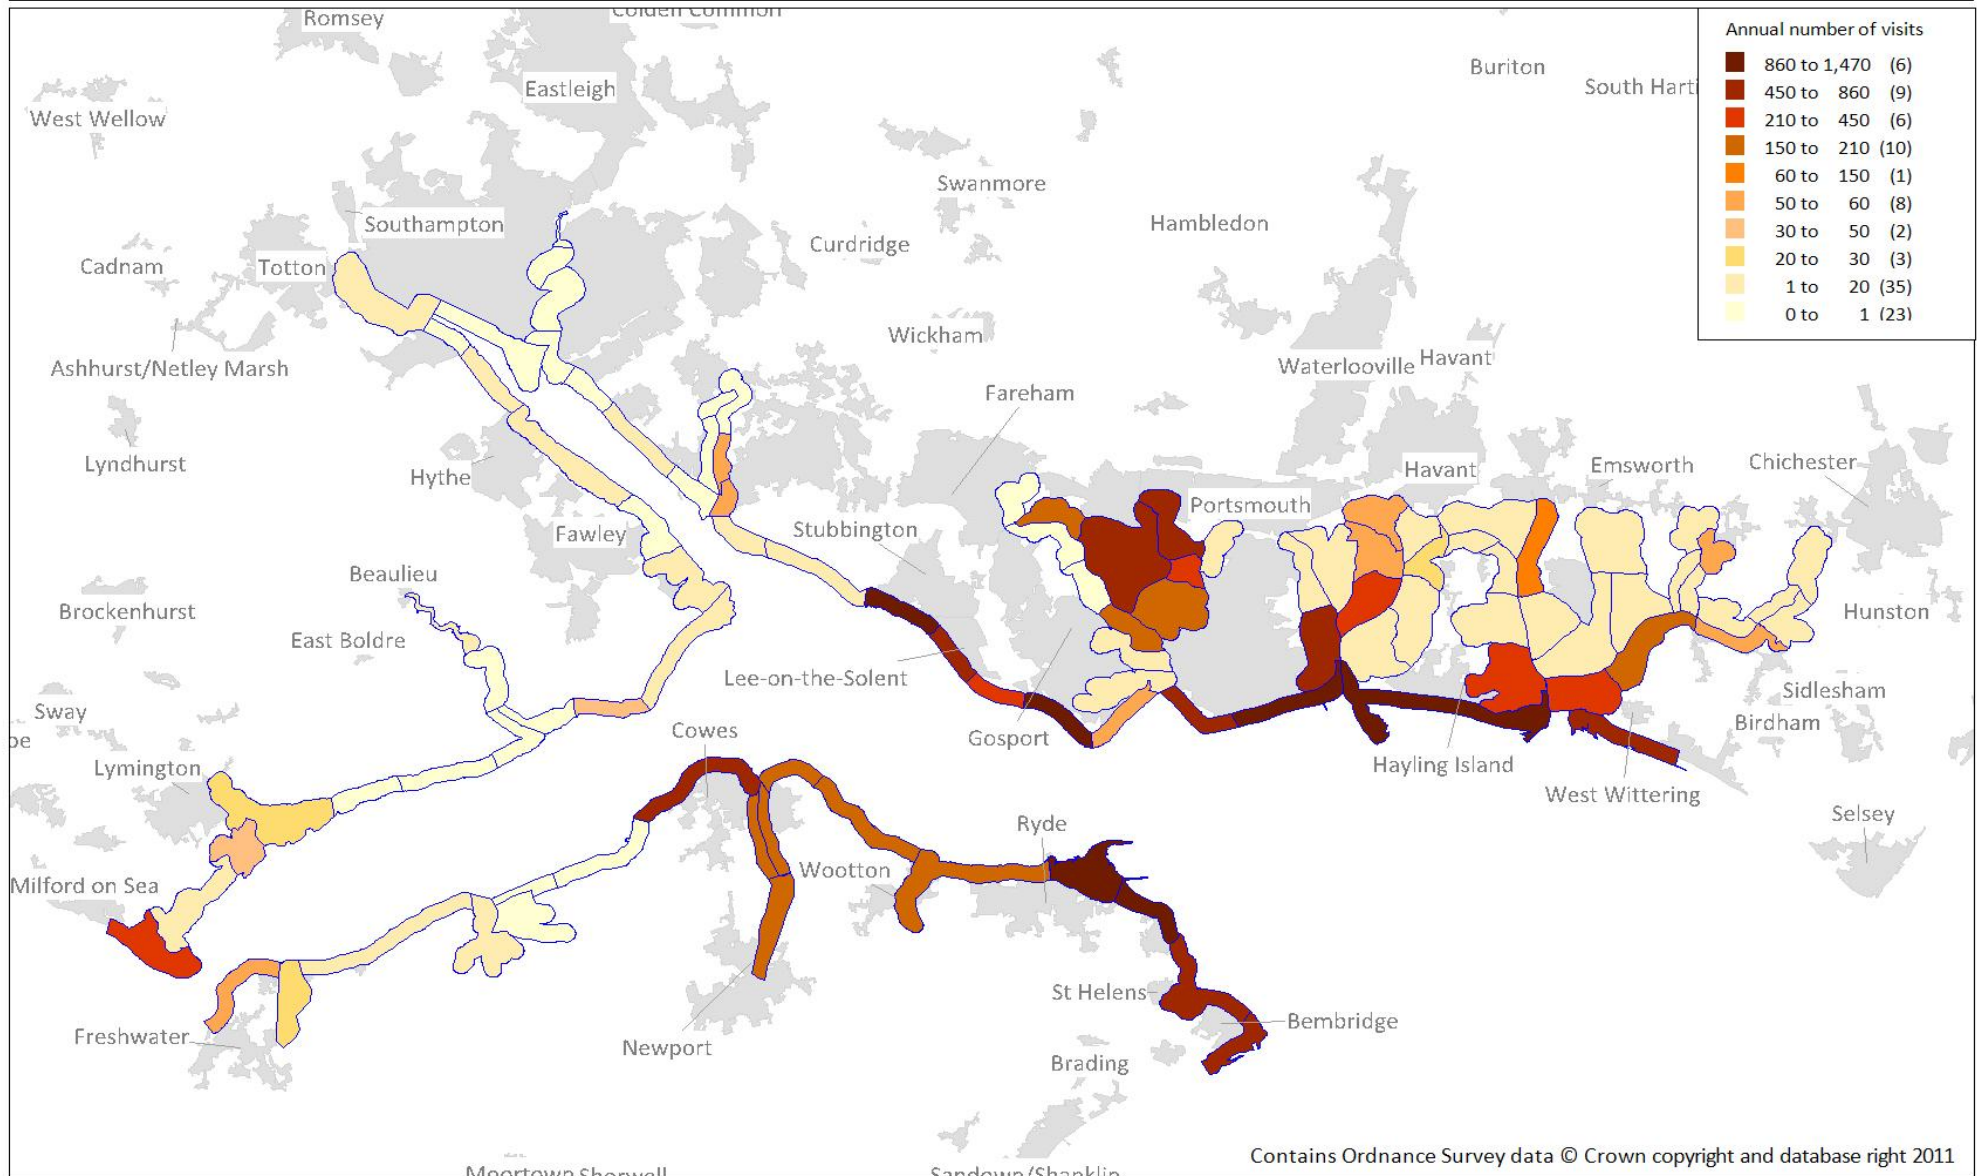 Romsey
Colden Common
Annual number of visits
860 to 1,470 (6)
450 to 860 (9)
210 to 450 (6)
150 to 210 (10)
60 to 150 (1)
50 to 60 (8)
30 to 50 (2)
20 to 30 (3)
1 to 20 (35)
0 to 1 (23)
Buriton
South Harti
Eastleigh
West Wellow
Swanmore
Hambledon
Southampton
Curdridge
Cadnam
Totton
Wickham
Ashhurst/Netley Marsh
Waterlooville
Havant
Fareham
Lyndhurst
Hythe
Havant
Emsworth
Chichester
Portsmouth
Stubbington
Fawley
Beaulieu
Brockenhurst
East Boldre
Hunston
Lee-on-the-Solent
Sidlesham
Sway
Birdham
pe
Cowes
Gosport
Lymington
Hayling Island
West Wittering
Selsey
Ryde
Wootton
Milford on Sea
St Helens
Bembridge
Freshwater
Newport
Brading
Contains Ordnance Survey data © Crown copyright and database right 2011
Moortown Shorwell
Sandown/Shanklin